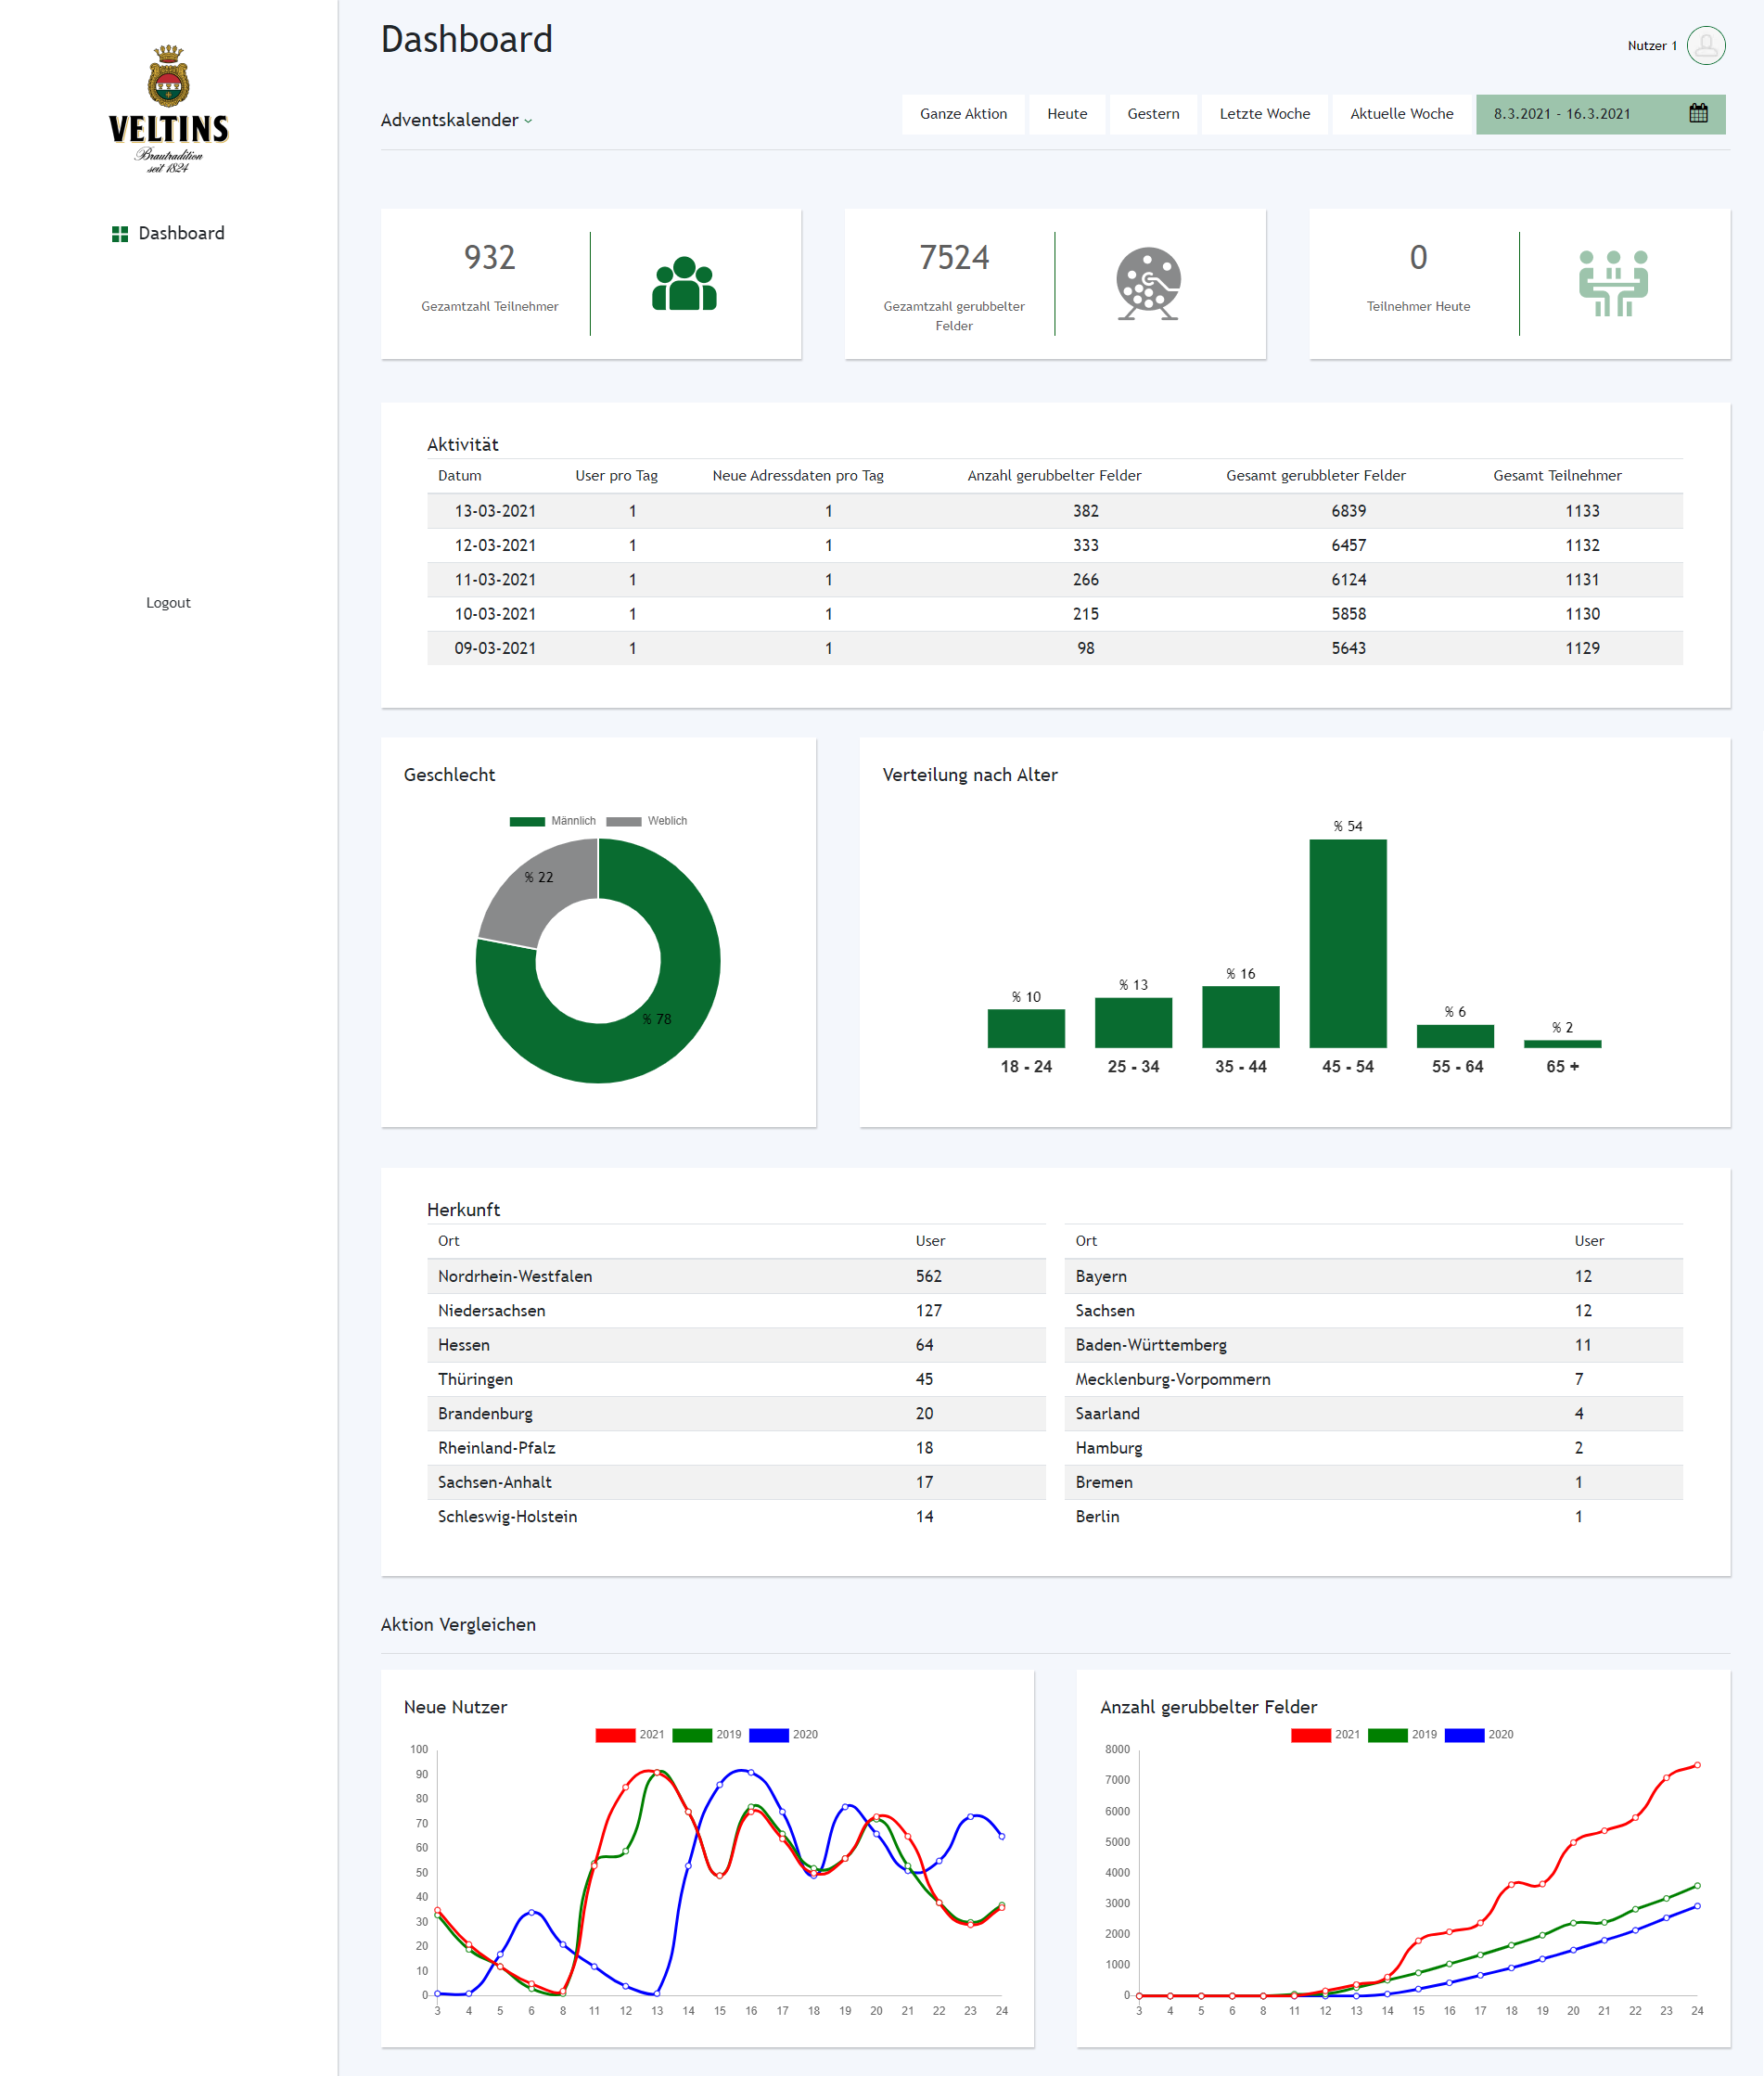 Dashboard
Nutzer 1
VELTINS
Brautradition
seit 1824
Adventskalender
Ganze Aktion
Heute
Gestern
Letzte Woche
Aktuelle Woche
8.3.2021 - 16.3.2021
Dashboard
Logout
932
Gezamtzahl Teilnehmer
7524
Gezamtzahl gerubbelter
Felder
0
Teilnehmer Heute
Aktivität
Datum User pro Tag Neue Adressdaten pro Tag Anzahl gerubbelter Felder Gesamt gerubbleter Felder Gesamt Teilnehmer
13-03-2021 1 1 382 6839 1133
12-03-2021 1 1 333 6457 1132
11-03-2021 1 1 266 6124 1131
10-03-2021 1 1 215 5858 1130
09-03-2021 1 1 98 5643 1129
Geschlecht
Männlich Weblich
% 22
% 78
Verteilung nach Alter
% 10
% 13
% 16
% 54
% 6
% 2
18 - 24 25 - 34 35 - 44 45 - 54 55 - 64 65 +
Herkunft
Ort User
Nordrhein-Westfalen 562
Niedersachsen 127
Hessen 64
Thüringen 45
Brandenburg 20
Rheinland-Pfalz 18
Sachsen-Anhalt 17
Schleswig-Holstein 14
Ort User
Bayern 12
Sachsen 12
Baden-Württemberg 11
Mecklenburg-Vorpommern 7
Saarland 4
Hamburg 2
Bremen 1
Berlin 1
Aktion Vergleichen
Neue Nutzer
2021 2019 2020
100
90
80
70
60
50
40
30
20
10
0
3 4 5 6 8 11 12 13 14 15 16 17 18 19 20 21 22 23 24
Anzahl gerubbelter Felder
2021 2019 2020
8000
7000
6000
5000
4000
3000
2000
1000
0
3 4 5 6 8 11 12 13 14 15 16 17 18 19 20 21 22 23 24